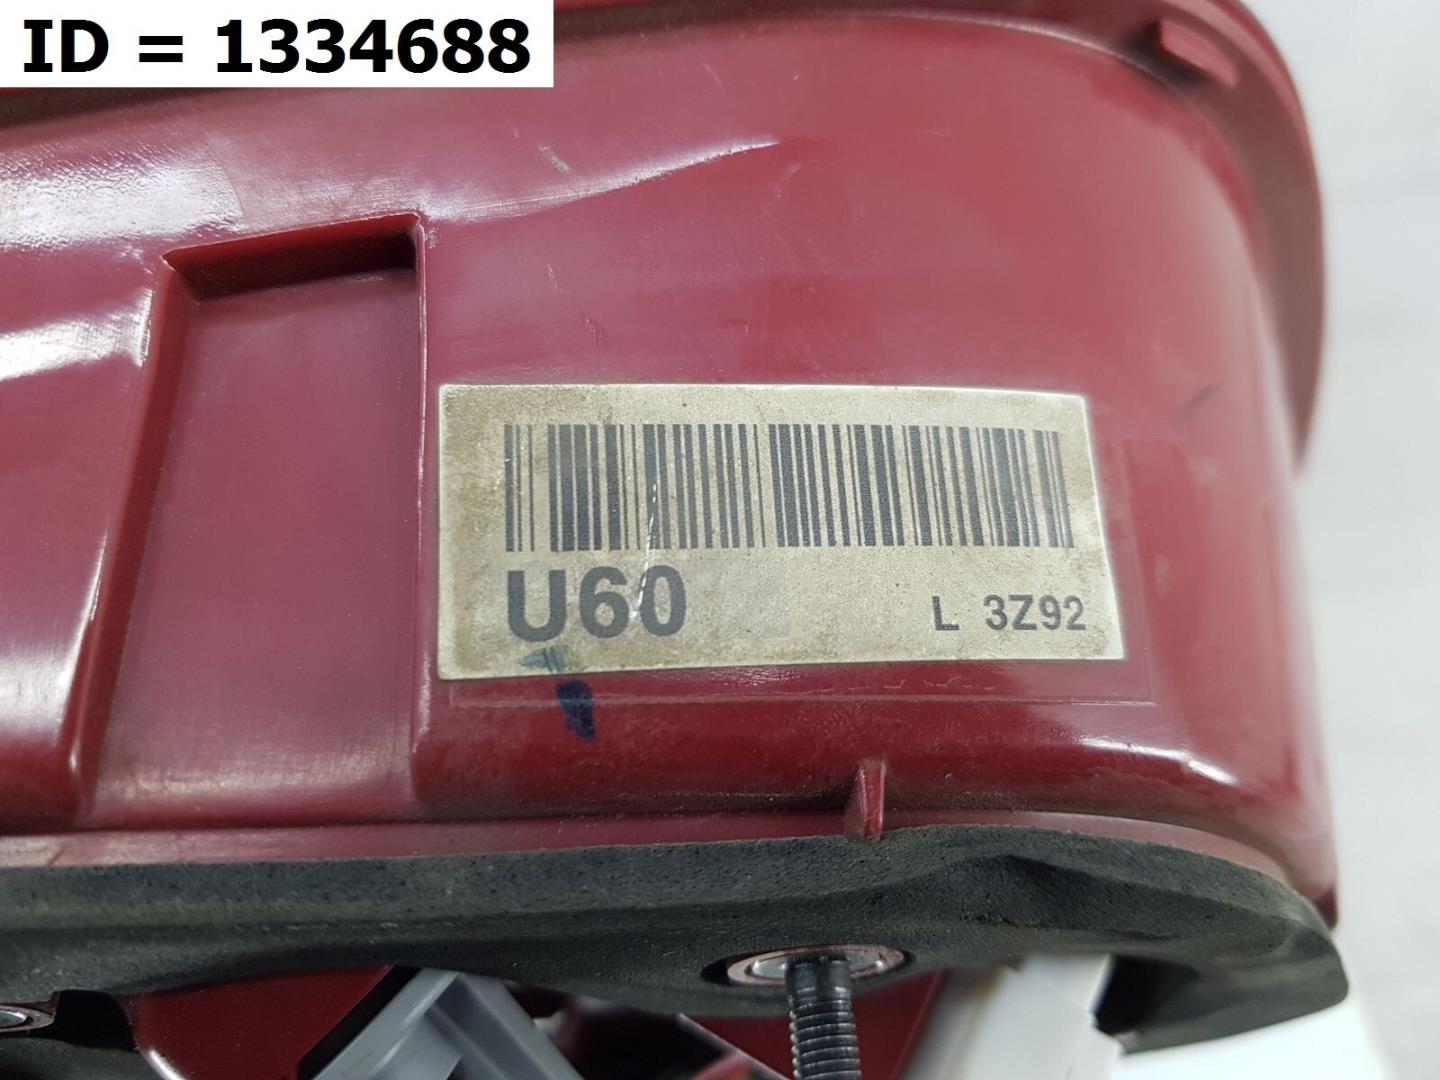 ID = 1334688
U60
L 3Z92